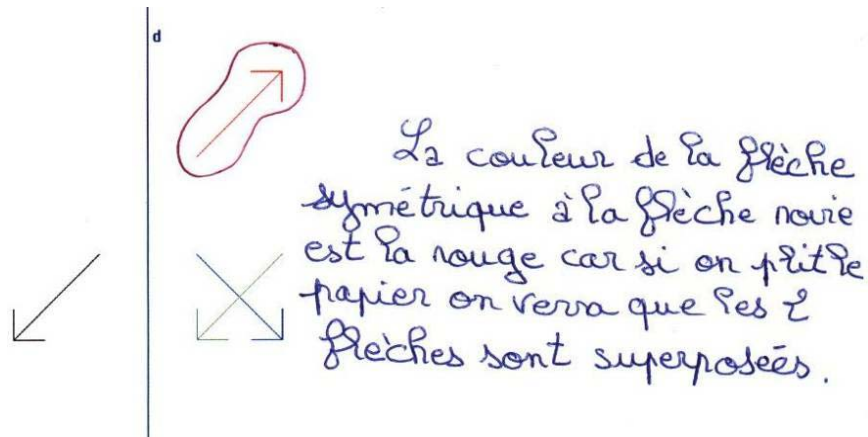 d
La couleur de la flèche
symétrique à la flèche noire
est la rouge car si on plit le
papier on verra que les 2
flèches sont superposées.